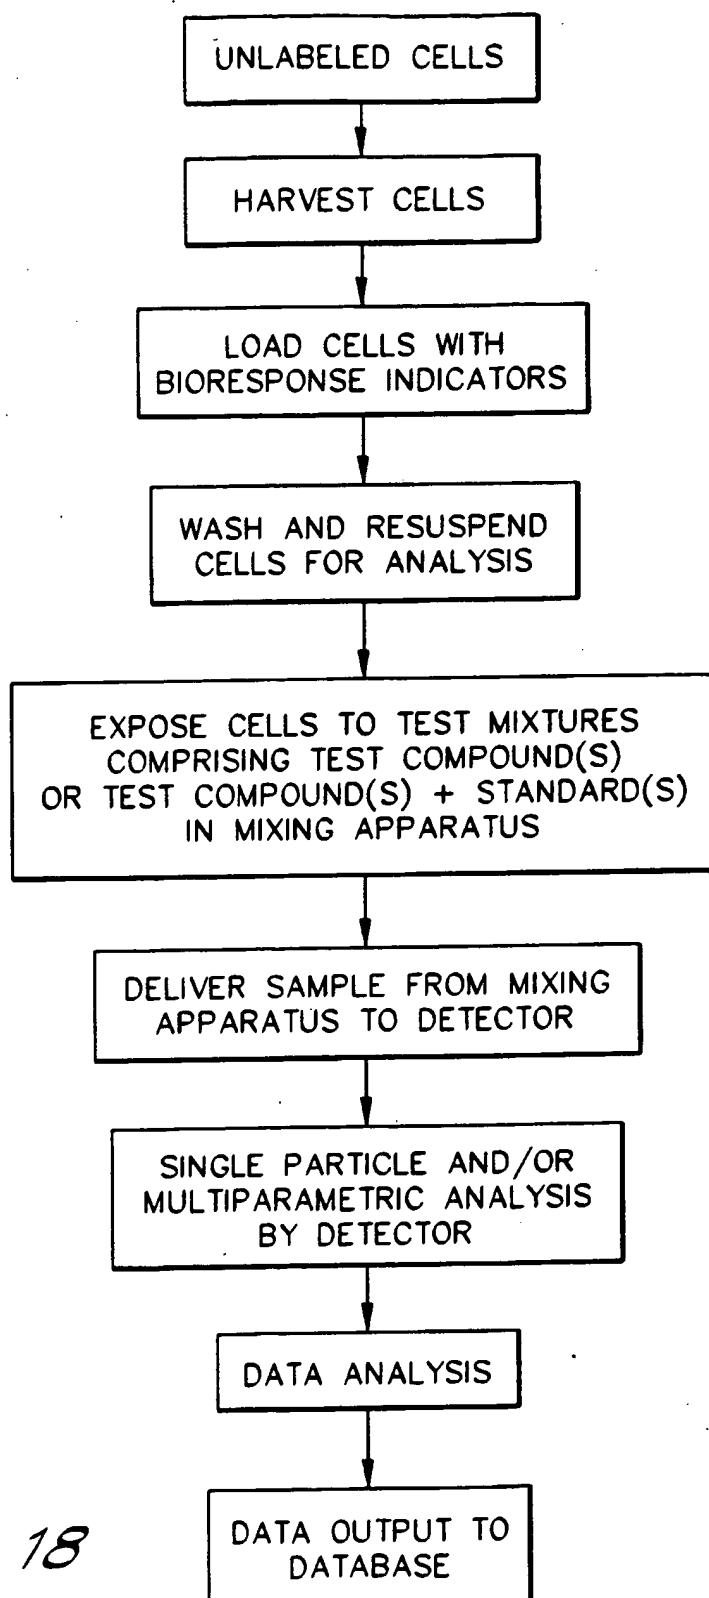 UNLABELED CELLS
HARVEST CELLS
LOAD CELLS WITH
BIORESPONSE INDICATORS
WASH AND RESUSPEND
CELLS FOR ANALYSIS
EXPOSE CELLS TO TEST MIXTURES
COMPRISING TEST COMPOUND(S)
OR TEST COMPOUND(S) + STANDARD(S)
IN MIXING APPARATUS
DELIVER SAMPLE FROM MIXING
APPARATUS TO DETECTOR
SINGLE PARTICLE AND/OR
MULTIPARAMETRIC ANALYSIS
BY DETECTOR
DATA ANALYSIS
DATA OUTPUT TO
DATABASE
18